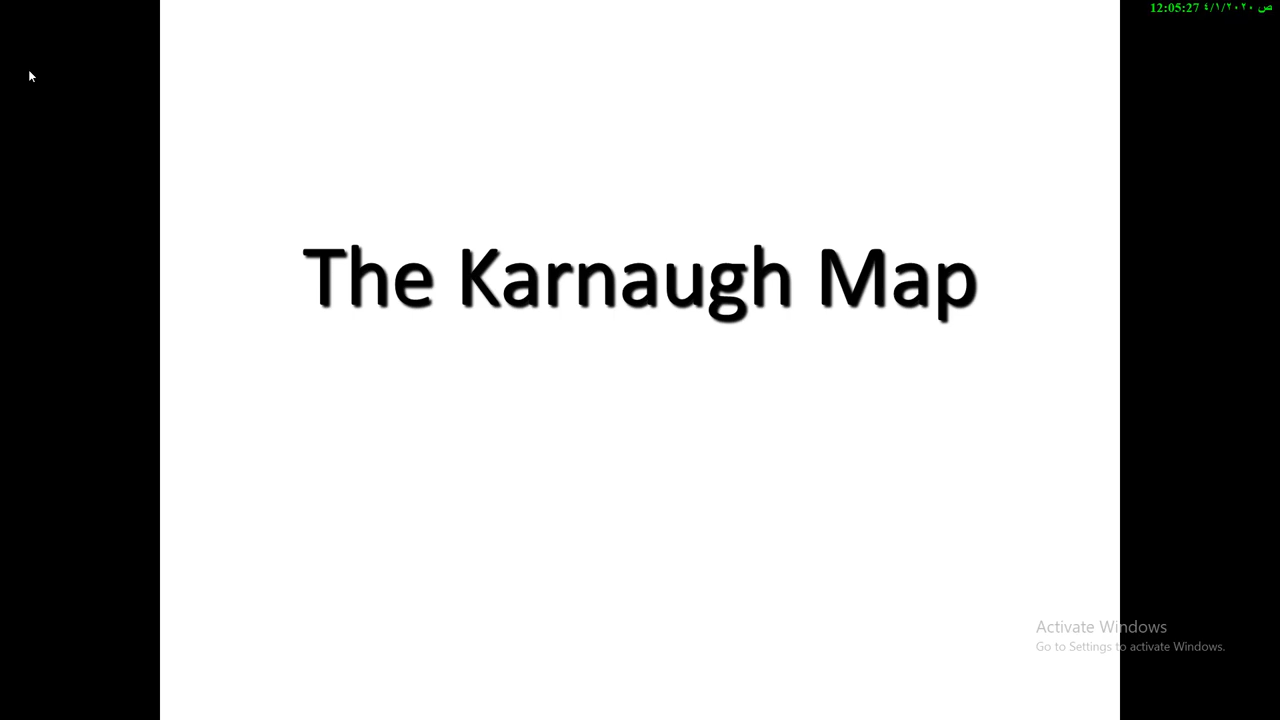 12:05:27 ٤/١/٢٠٢٠ ص
The Karnaugh Map
Activate Windows
Go to Settings to activate Windows.